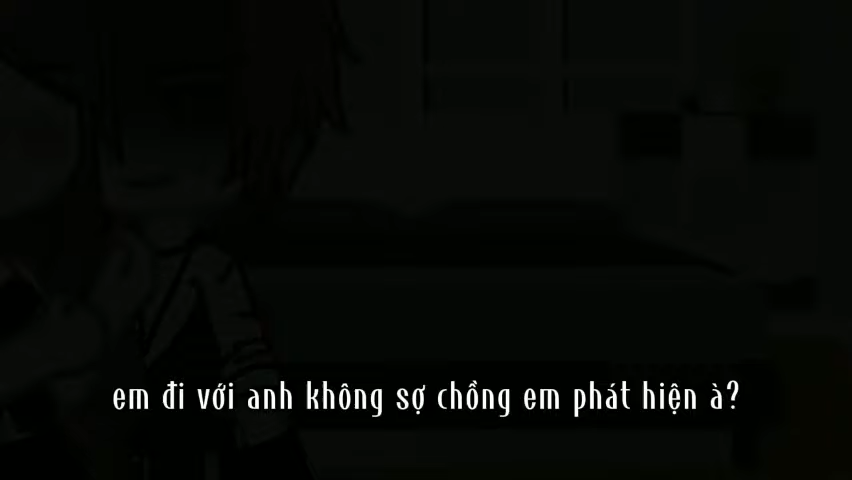 em đi với anh không sợ chồng em phát hiện à?